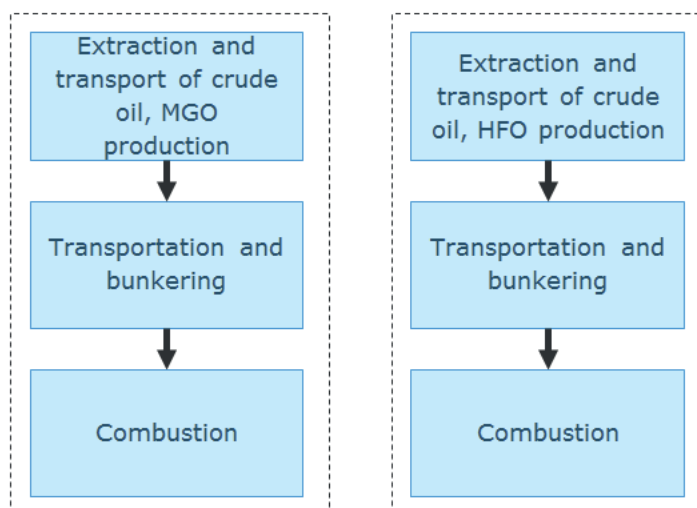 Extraction and
transport of crude
oil, MGO
production
Transportation and
bunkering
Combustion
Extraction and
transport of crude
oil, HFO production
Transportation and
bunkering
Combustion